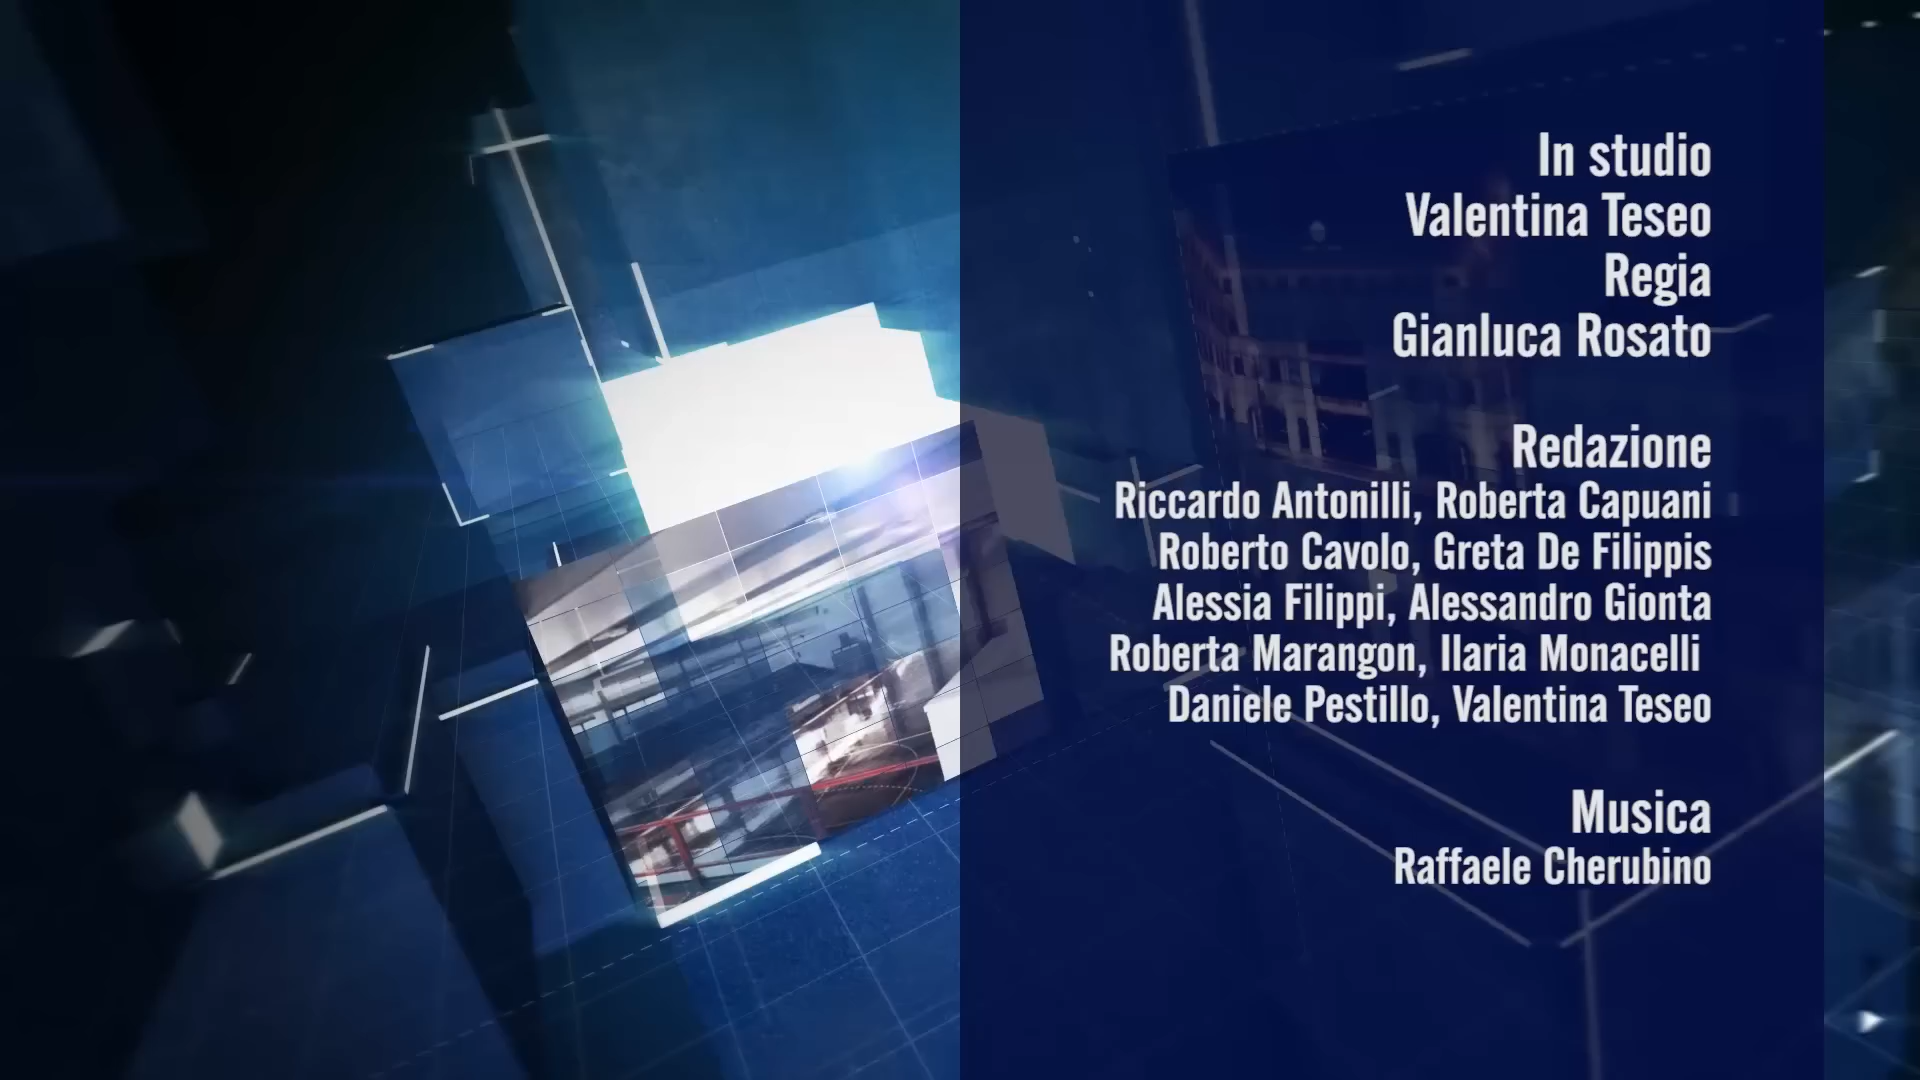 In studio
Valentina Teseo
Regia
Gianluca Rosato
Redazione
Riccardo Antonilli, Roberta Capuani
Roberto Cavolo, Greta De Filippis
Alessia Filippi, Alessandro Gionta
Roberta Marangon, Ilaria Monacelli
Daniele Pestillo, Valentina Teseo
Musica
Raffaele Cherubino